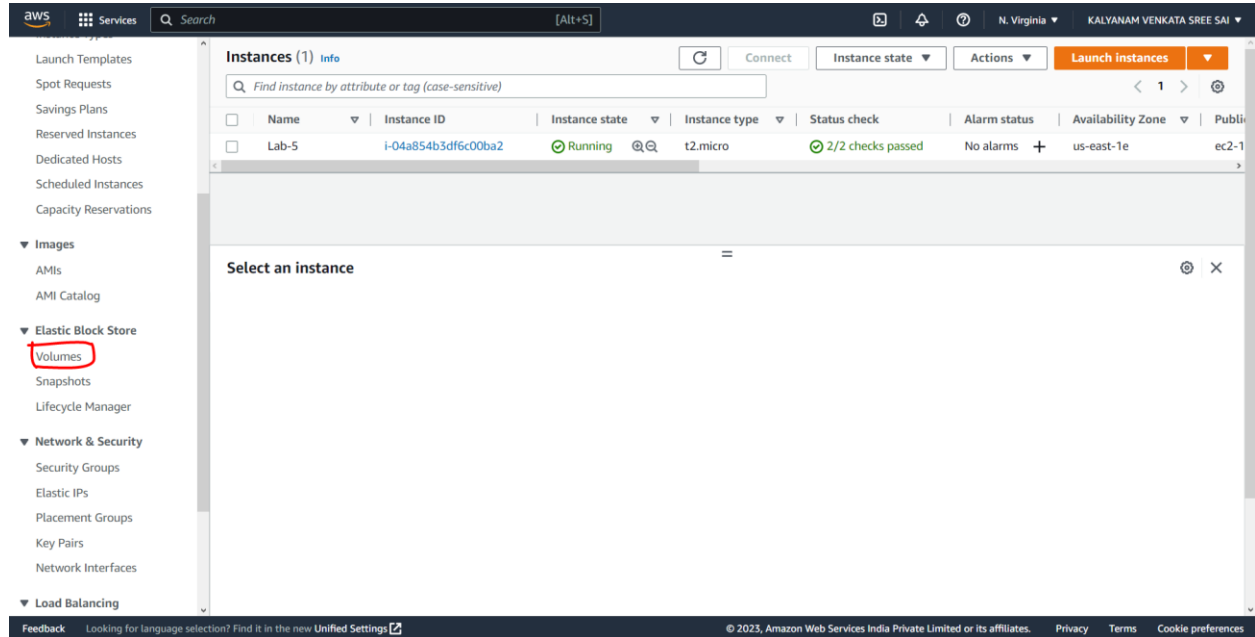 aws Services Search [Alt+S] N. Virginia KALYANAM VENKATA SREE SAI
Launch Templates
Spot Requests
Savings Plans
Reserved Instances
Dedicated Hosts
Scheduled Instances
Capacity Reservations
Images
AMIs
AMI Catalog
Elastic Block Store
Volumes
Snapshots
Lifecycle Manager
Network & Security
Security Groups
Elastic IPs
Placement Groups
Key Pairs
Network Interfaces
Load Balancing
Instances (1) Info Connect Instance state Actions Launch instances
Find instance by attribute or tag (case-sensitive) 1
Name Instance ID Instance state Instance type Status check Alarm status Availability Zone Publi
Lab-5 i-04a854b3df6c00ba2 Running t2.micro 2/2 checks passed No alarms + us-east-1e ec2-1
Select an instance
Feedback Looking for language selection? Find it in the new Unified Settings © 2023, Amazon Web Services India Private Limited or its affiliates. Privacy Terms Cookie preferences